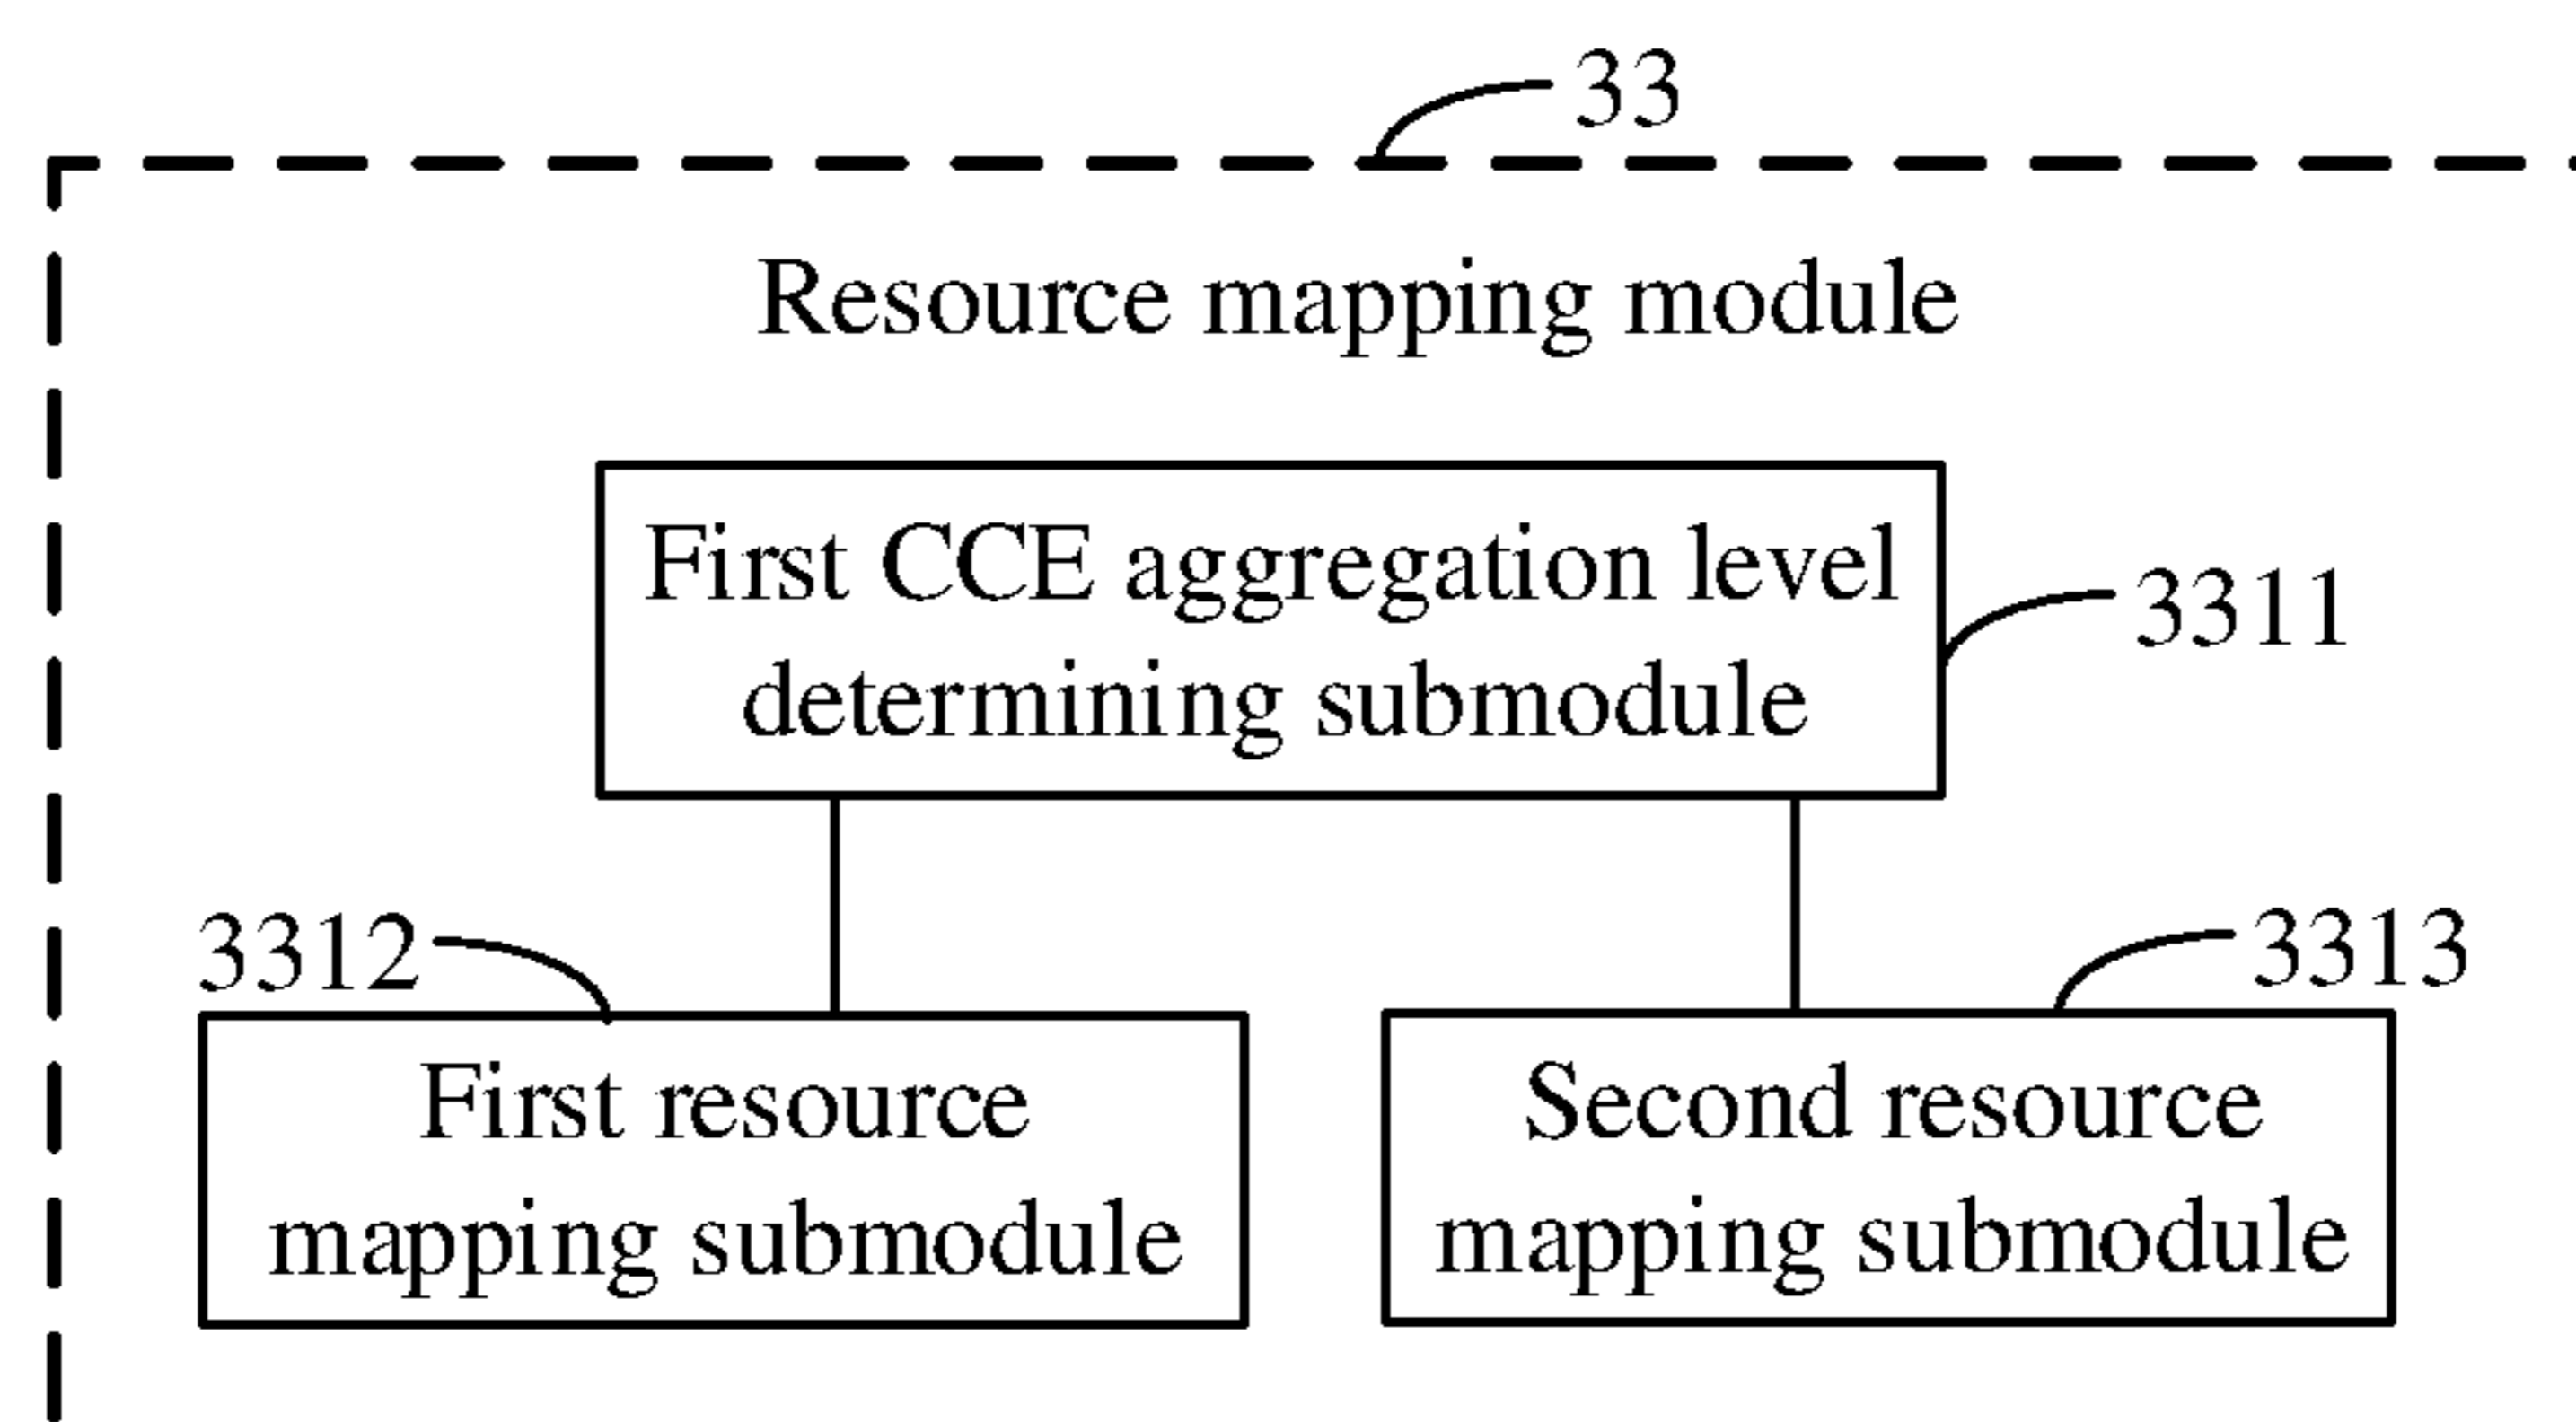 33
Resource mapping module
First CCE aggregation level
determining submodule
3311
3312
3313
First resource
mapping submodule
Second resource
mapping submodule